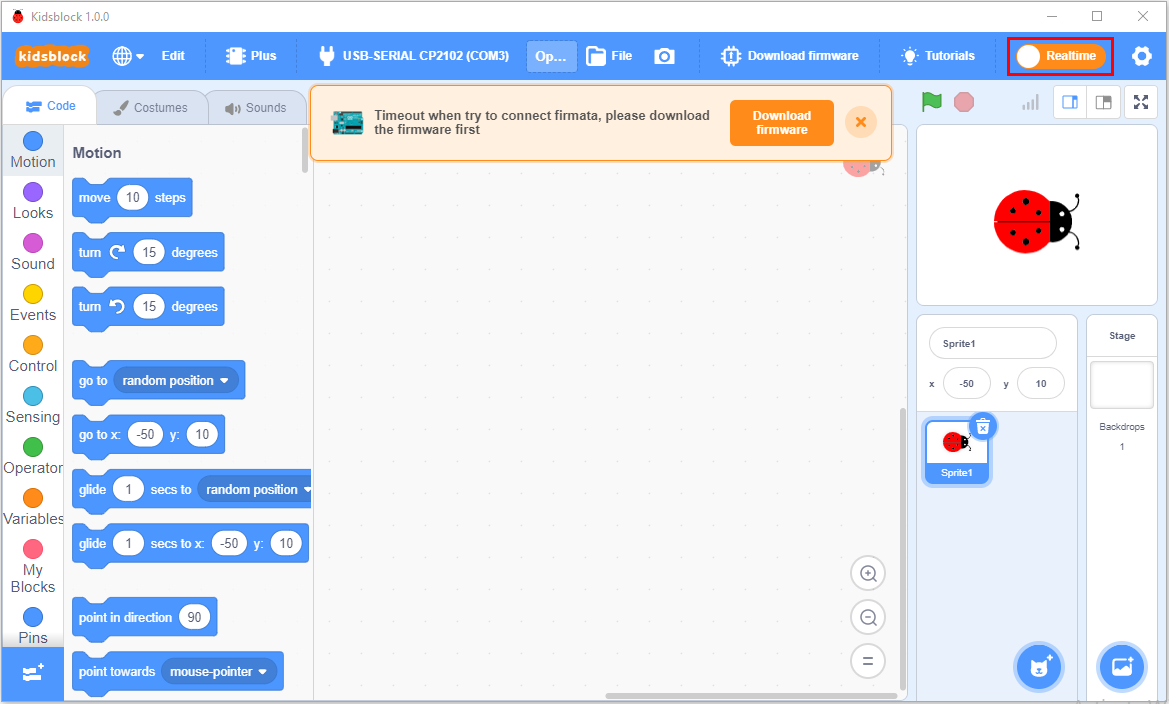 Kidsblock 1.0.0
kidsblock
Edit
Plus
USB-SERIAL CP2102 (COM3)
Op...
File
Download firmware
Tutorials
Realtime
Code
Costumes
Sounds
Timeout when try to connect firmata, please download
the firmware first
Download
firmware
Motion
Looks
Sound
Events
Control
Sensing
Operator
Variables
My
Blocks
Pins
Motion
move 10 steps
turn 15 degrees
turn 15 degrees
go to random position
go to x: -50 y: 10
glide 1 secs to random position
glide 1 secs to x: -50 y: 10
point in direction 90
point towards mouse-pointer
Sprite1
x -50 y 10
Sprite1
Stage
Backdrops
1